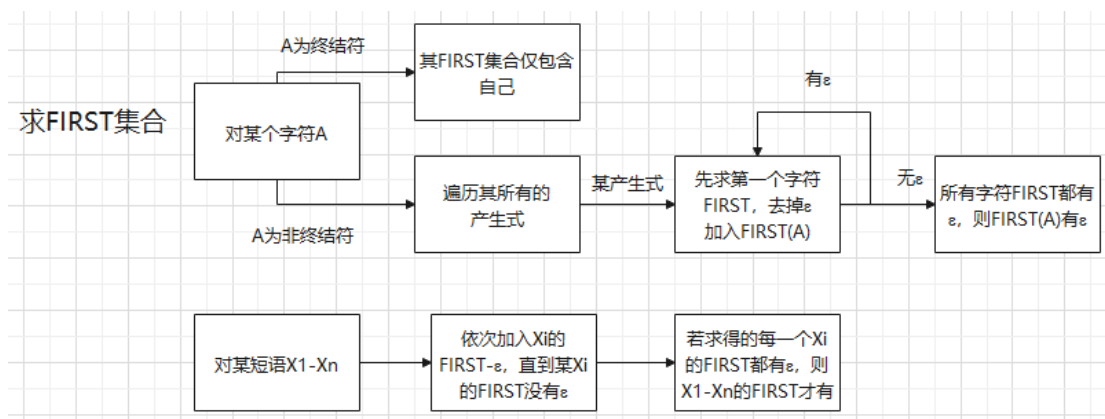 A为终结符
其FIRST集合仅包含
自己
求FIRST集合
对某个字符A
有ε
遍历其所有的
产生式
某产生式
先求第一个字符
FIRST，去掉ε
加入FIRST(A)
无ε
所有字符FIRST都有
ε，则FIRST(A)有ε
A为非终结符
对某短语X1-Xn
依次加入Xi的
FIRST-ε，直到某Xi
的FIRST没有ε
若求得的每一个Xi
的FIRST都有ε，则
X1-Xn的FIRST才有